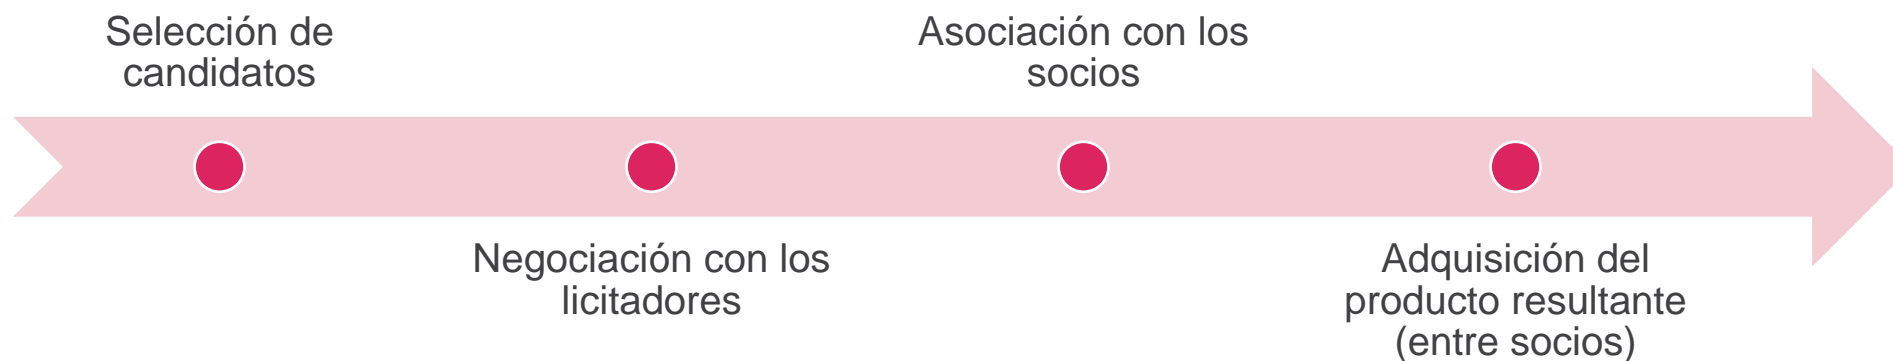 Selección de
candidatos
Negociación con los
licitadores
Asociación con los
socios
Adquisición del
producto resultante
(entre socios)